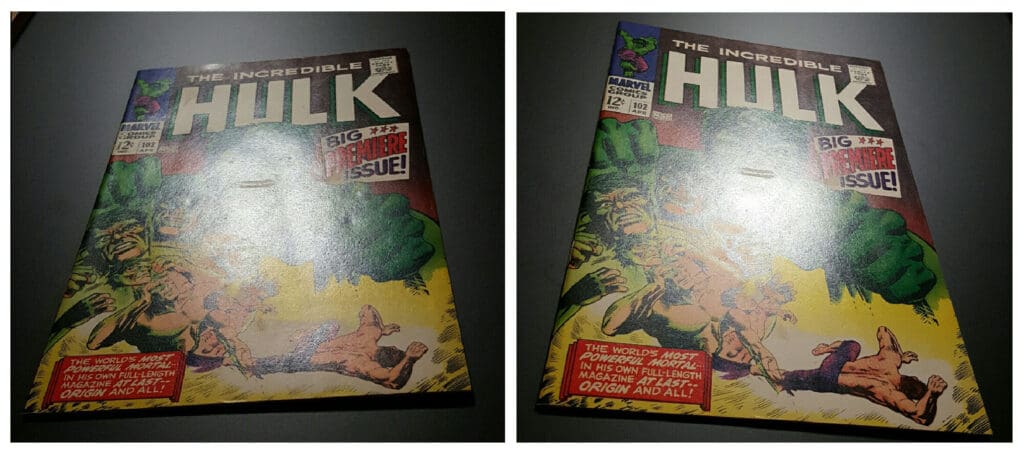 THE INCREDIBLE
HULK
MARVEL
COMICS
GROUP
12¢ 102
APR
BIG
PREMIERE
ISSUE!
THE WORLD'S MOST
POWERFUL MORTAL--
IN HIS OWN FULL-LENGTH
MAGAZINE AT LAST--
ORIGIN AND ALL!
THE INCREDIBLE
HULK
MARVEL
COMICS
GROUP
12¢ 102
IND. APR
BIG
PREMIERE
ISSUE!
THE WORLD'S MOST
POWERFUL MORTAL--
IN HIS OWN FULL-LENGTH
MAGAZINE AT LAST--
ORIGIN AND ALL!